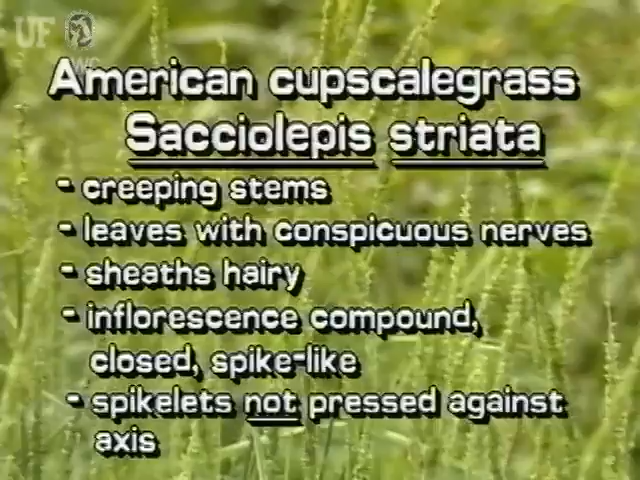 UF
American cupscalegrass
Sacciolepis striata
- creeping stems
- leaves with conspicuous nerves
- sheaths hairy
- inflorescence compound,
closed, spike-like
- spikelets not pressed against
axis